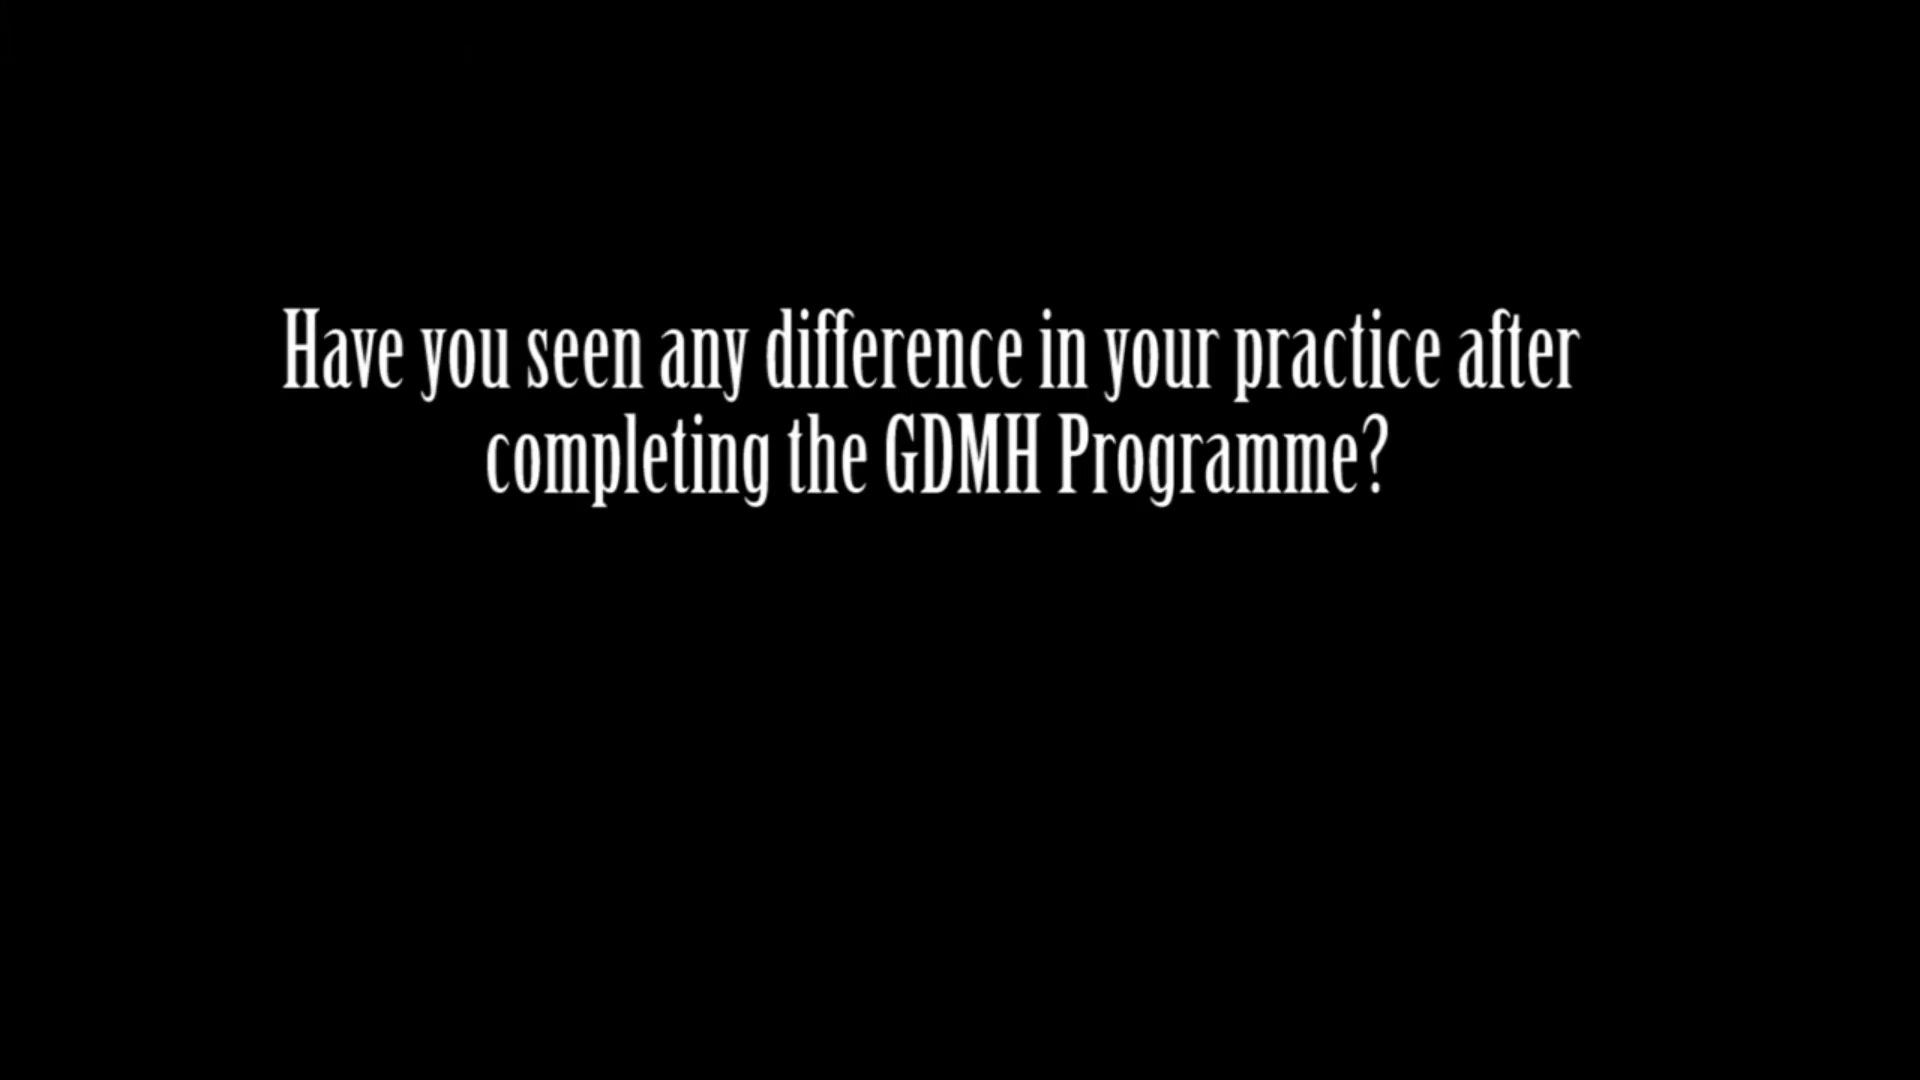 Have you seen any difference in your practice after
completing the GDMH Programme?